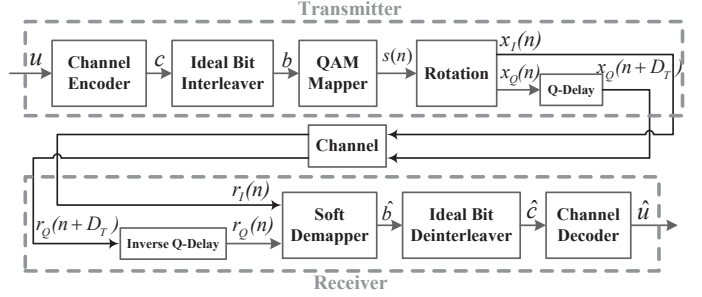 Transmitter
u
Channel
Encoder
c
Ideal Bit
Interleaver
b
QAM
Mapper
s(n)
Rotation
x_I(n)
x_Q(n)
Q-Delay
x_Q(n+D_T)
Channel
r_I(n)
r_Q(n+D_T)
Inverse Q-Delay
r_Q(n)
Soft
Demapper
b̂
Ideal Bit
Deinterleaver
ĉ
Channel
Decoder
û
Receiver